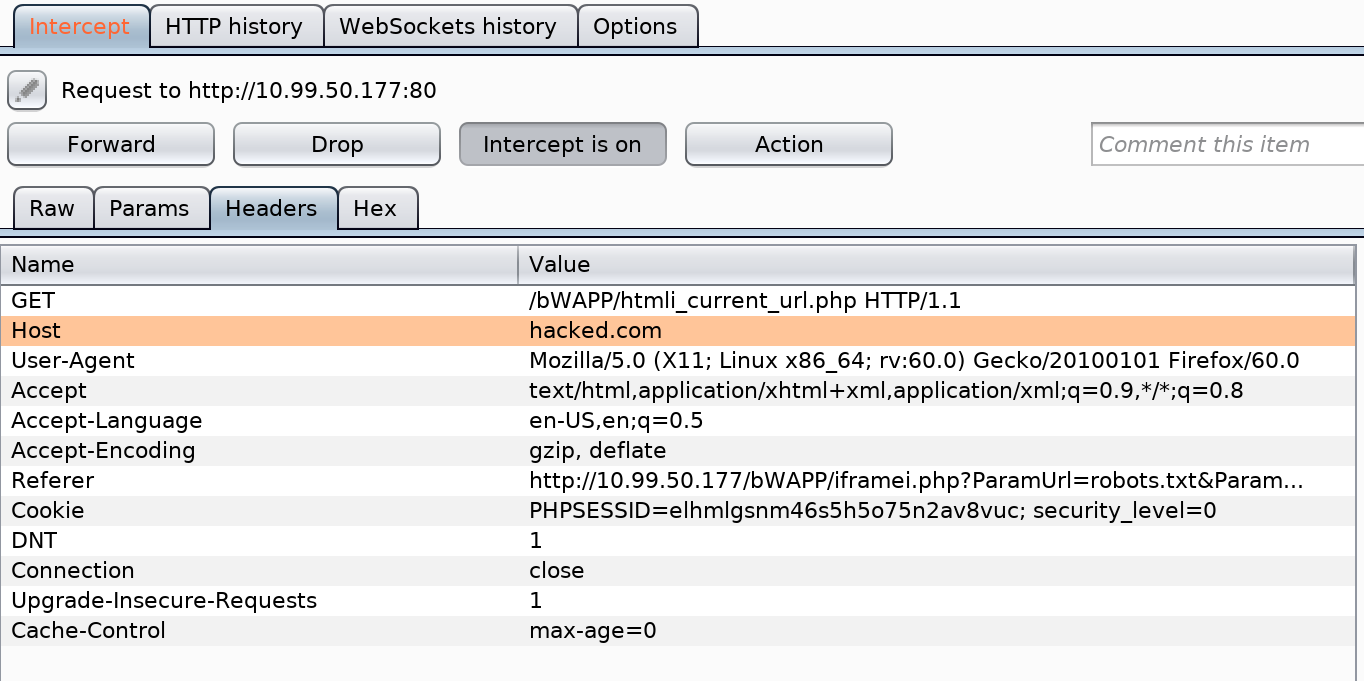 Intercept HTTP history WebSockets history Options
Request to http://10.99.50.177:80
Forward Drop Intercept is on Action Comment this item
Raw Params Headers Hex
Name Value
GET /bWAPP/htmli_current_url.php HTTP/1.1
Host hacked.com
User-Agent Mozilla/5.0 (X11; Linux x86_64; rv:60.0) Gecko/20100101 Firefox/60.0
Accept text/html,application/xhtml+xml,application/xml;q=0.9,*/*;q=0.8
Accept-Language en-US,en;q=0.5
Accept-Encoding gzip, deflate
Referer http://10.99.50.177/bWAPP/iframei.php?ParamUrl=robots.txt&Param...
Cookie PHPSESSID=elhmlgsnm46s5h5o75n2av8vuc; security_level=0
DNT 1
Connection close
Upgrade-Insecure-Requests 1
Cache-Control max-age=0